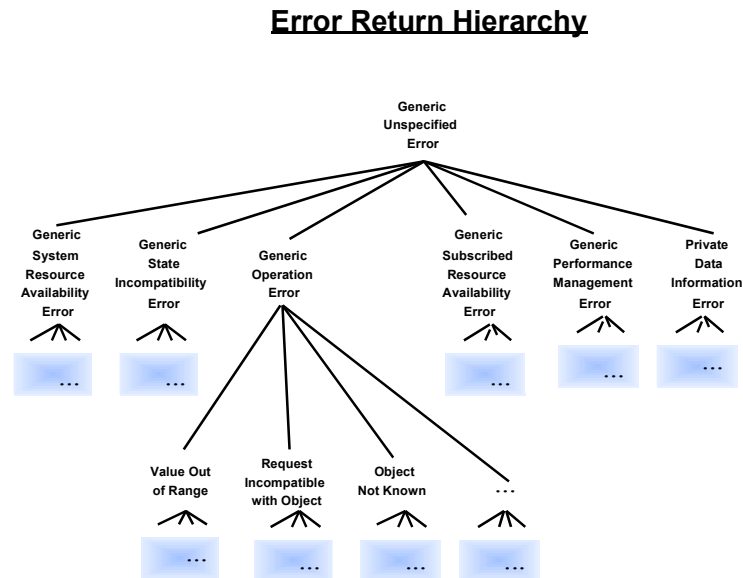 Error Return Hierarchy
Generic
Unspecified
Error
Generic
System
Resource
Availability
Error
Generic
State
Incompatibility
Error
Generic
Operation
Error
Generic
Subscribed
Resource
Availability
Error
Generic
Performance
Management
Error
Private
Data
Information
Error
...
...
...
...
...
Value Out
of Range
Request
Incompatible
with Object
Object
Not Known
...
...
...
...
...